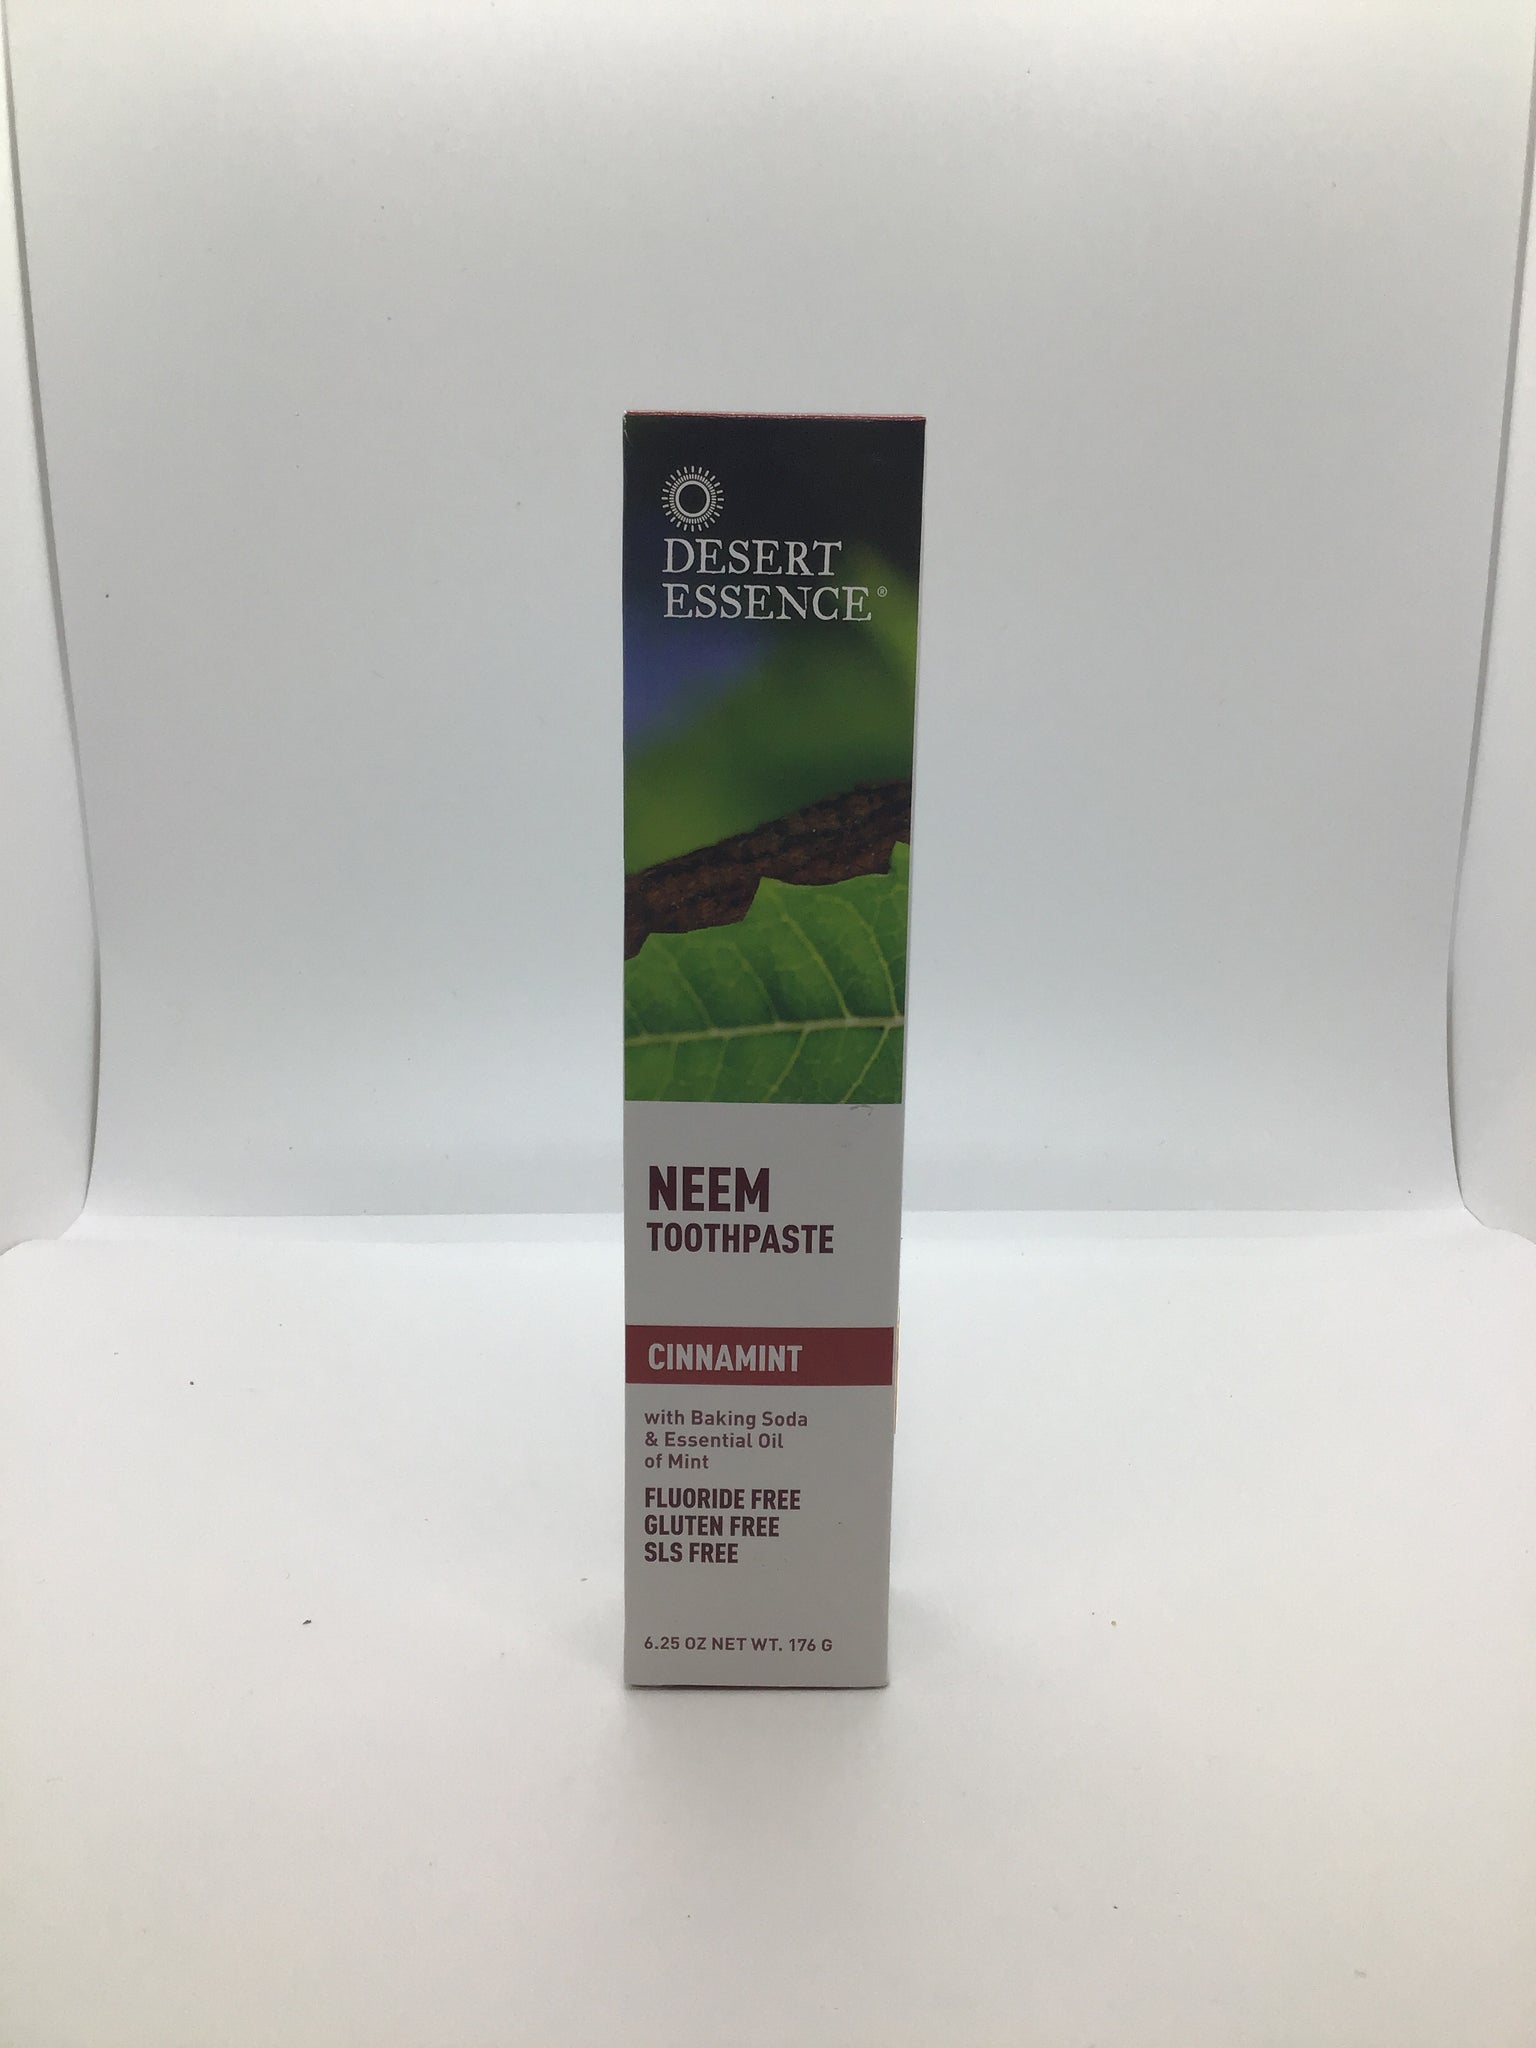 DESERT
ESSENCE®
NEEM
TOOTHPASTE
CINNAMINT
with Baking Soda
& Essential Oil
of Mint
FLUORIDE FREE
GLUTEN FREE
SLS FREE
6.25 OZ NET WT. 176 G